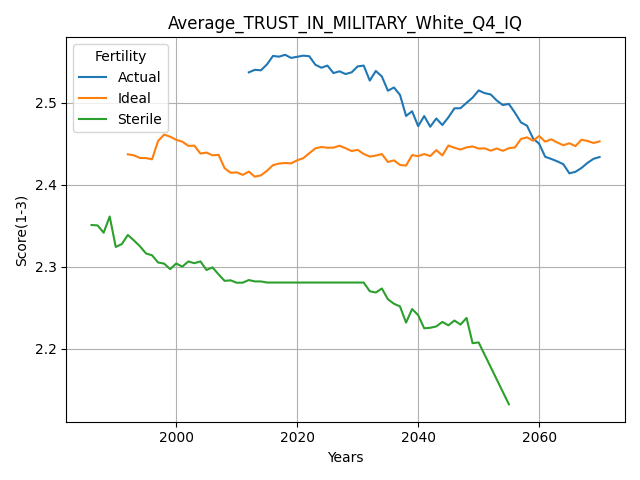 Average_TRUST_IN_MILITARY_White_Q4_IQ
Fertility
Actual
Ideal
Sterile
Score(1-3)
2.5
2.4
2.3
2.2
2000
2020
2040
2060
Years